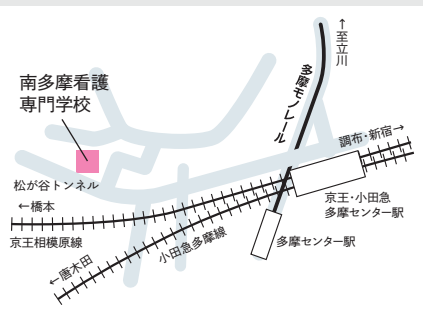 ↑至立川
多摩モノレール
南多摩看護
専門学校
調布・新宿→
松が谷トンネル
←橋本
京王相模原線
京王・小田急
多摩センター駅
多摩センター駅
小田急多摩線
←唐木田